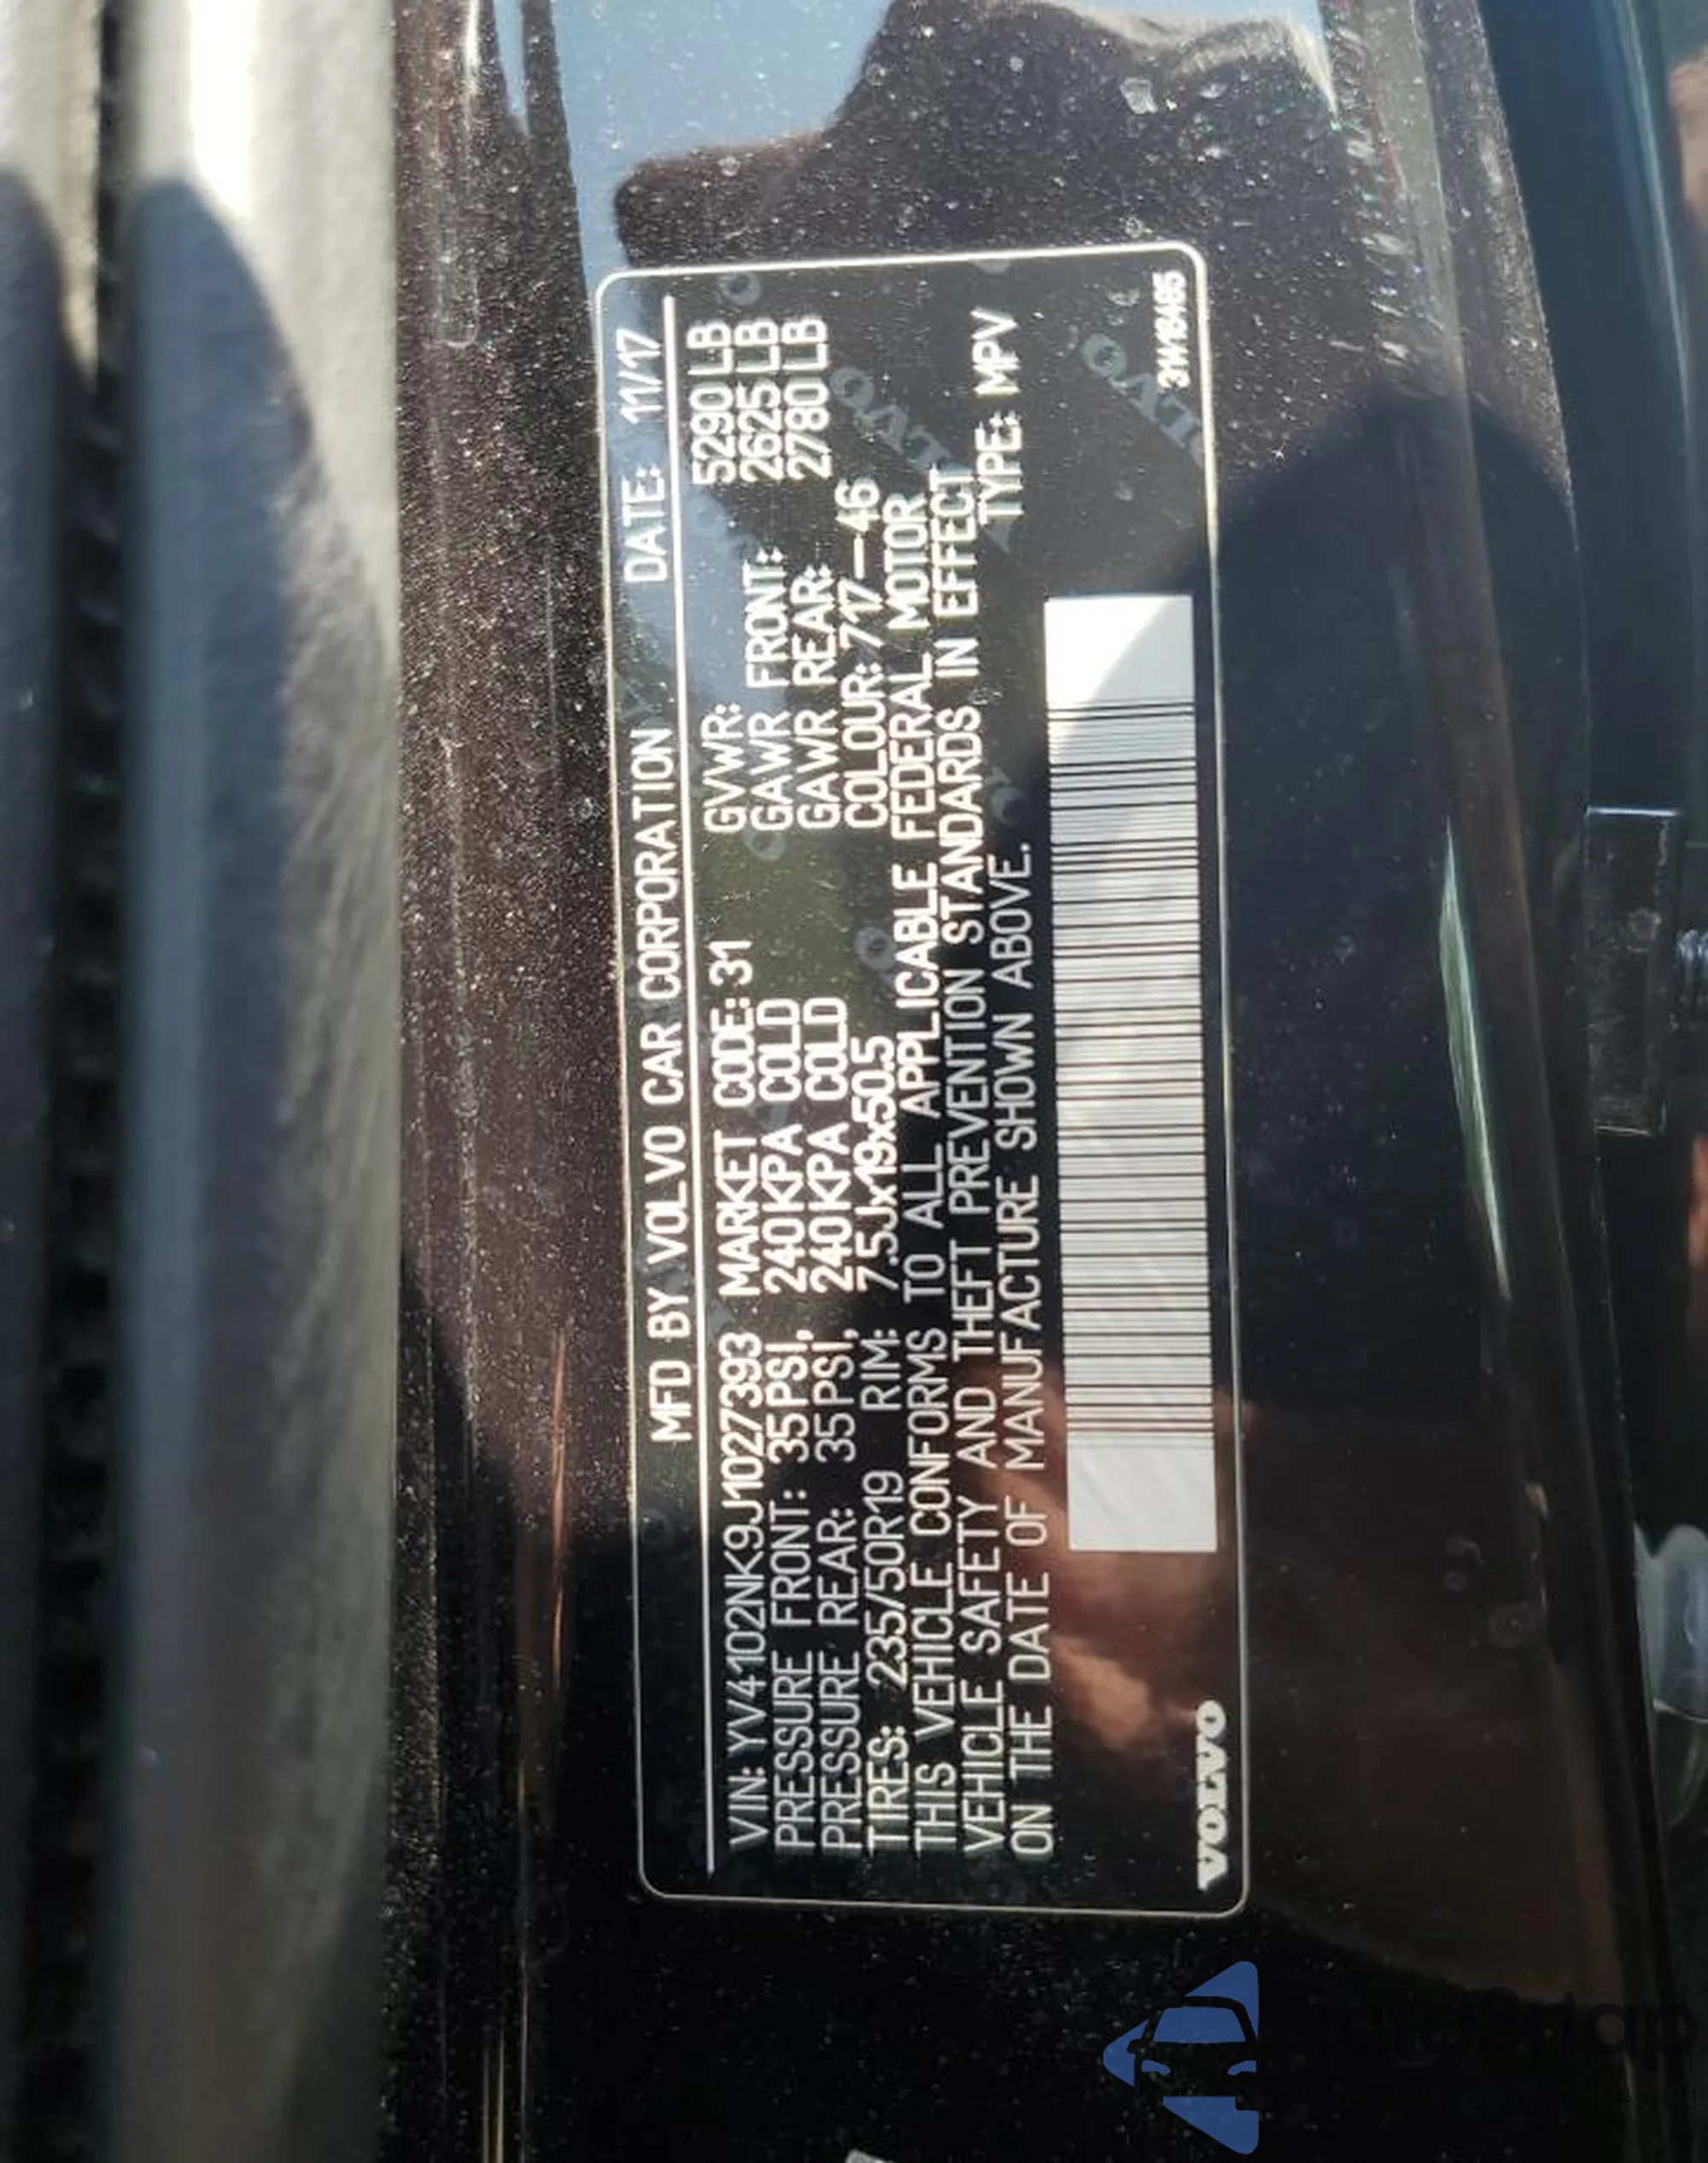 MFD BY VOLVO CAR CORPORATION DATE: 11/17
VIN: YV4102NK9J1027393 MARKET CODE: 31 GVWR: 5290 LB
PRESSURE FRONT: 35 PSI, 240 KPA COLD GAWR FRONT: 2625 LB
PRESSURE REAR: 35 PSI, 240 KPA COLD GAWR REAR: 2780 LB
TIRES: 235/50R19 RIM: 7.5Jx19x50.5 COLOUR: 717-46
THIS VEHICLE CONFORMS TO ALL APPLICABLE FEDERAL MOTOR
VEHICLE SAFETY AND THEFT PREVENTION STANDARDS IN EFFECT
ON THE DATE OF MANUFACTURE SHOWN ABOVE. TYPE: MPV
VOLVO